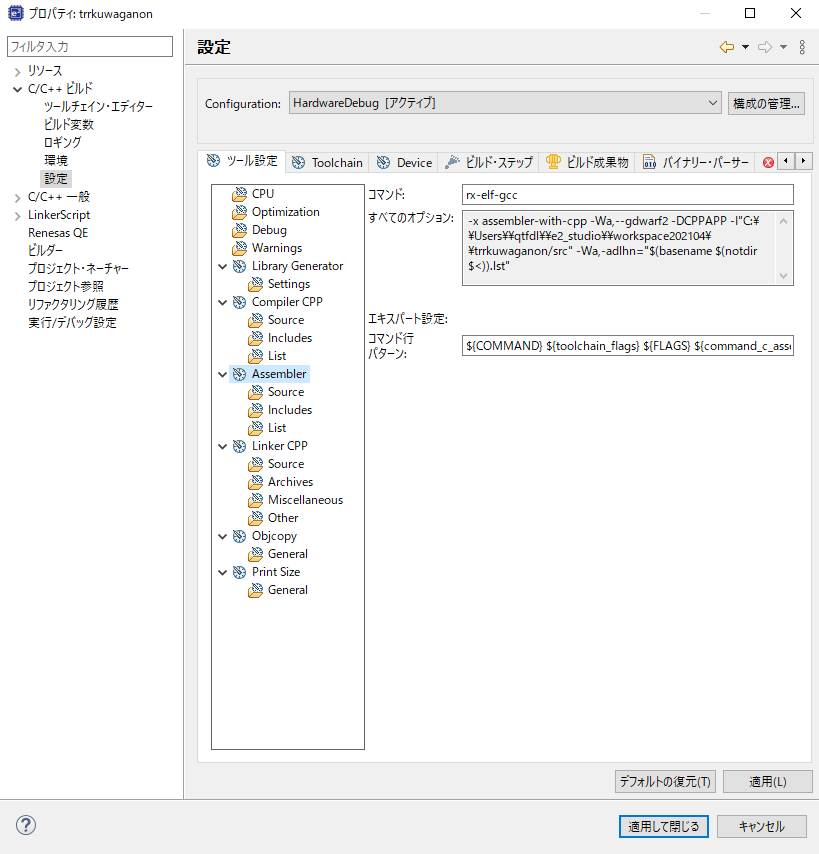 プロパティ: trrkuwaganon
フィルタ入力
リソース
C/C++ ビルド
ツールチェイン・エディター
ビルド変数
ロギング
環境
設定
C/C++ 一般
LinkerScript
Renesas QE
ビルダー
プロジェクト・ネーチャー
プロジェクト参照
リファクタリング履歴
実行/デバッグ設定
設定
Configuration: HardwareDebug [アクティブ] 構成の管理...
ツール設定 Toolchain Device ビルド・ステップ ビルド成果物 バイナリー・パーサー
CPU
Optimization
Debug
Warnings
Library Generator
Settings
Compiler CPP
Source
Includes
List
Assembler
Source
Includes
List
Linker CPP
Source
Archives
Miscellaneous
Other
Objcopy
General
Print Size
General
コマンド: rx-elf-gcc
すべてのオプション: -x assembler-with-cpp -Wa,--gdwarf2 -DCPPAPP -I"C:¥
¥Users¥¥qtfdl¥¥e2_studio¥¥workspace202104¥
¥trrkuwaganon/src" -Wa,-adlhn="$(basename $(notdir
$<)).lst"
エキスパート設定:
コマンド行
パターン: ${COMMAND} ${toolchain_flags} ${FLAGS} ${command_c_asse
デフォルトの復元(T) 適用(L)
適用して閉じる キャンセル